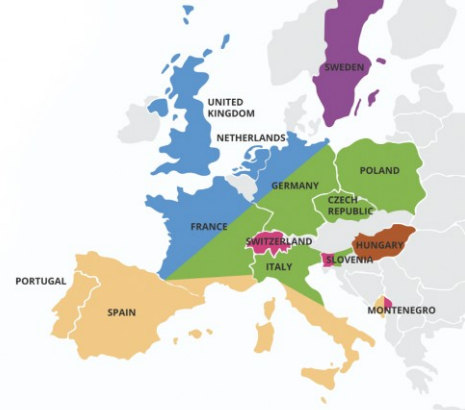 SWEDEN
UNITED
KINGDOM
NETHERLANDS
POLAND
GERMANY
CZECH
REPUBLIC
FRANCE
SWITZERLAND
HUNGARY
SLOVENIA
ITALY
PORTUGAL
SPAIN
MONTENEGRO